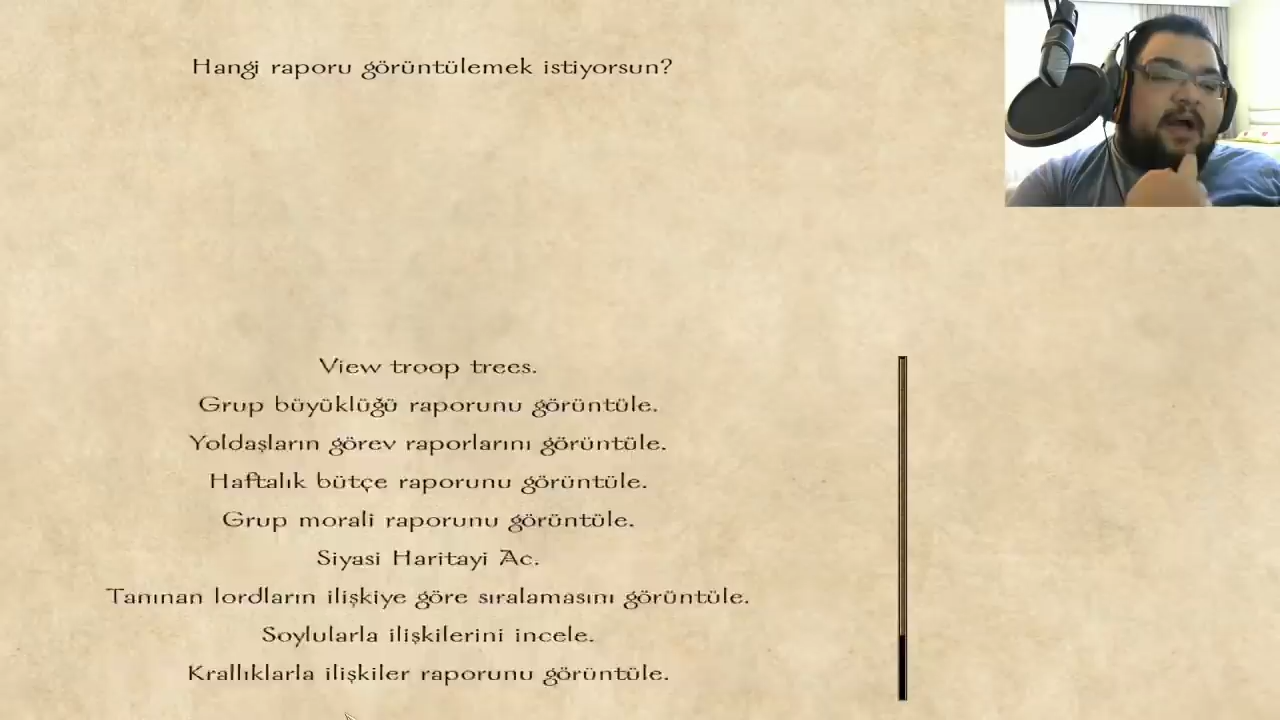 Hangi raporu görüntülemek istiyorsun?
View troop trees.
Grup büyüklüğü raporunu görüntüle.
Yoldaşların görev raporlarını görüntüle.
Haftalık bütçe raporunu görüntüle.
Grup morali raporunu görüntüle.
Siyasi Haritayi Ac.
Tanınan lordların ilişkiye göre sıralamasını görüntüle.
Soylularla ilişkilerini incele.
Krallıklarla ilişkiler raporunu görüntüle.